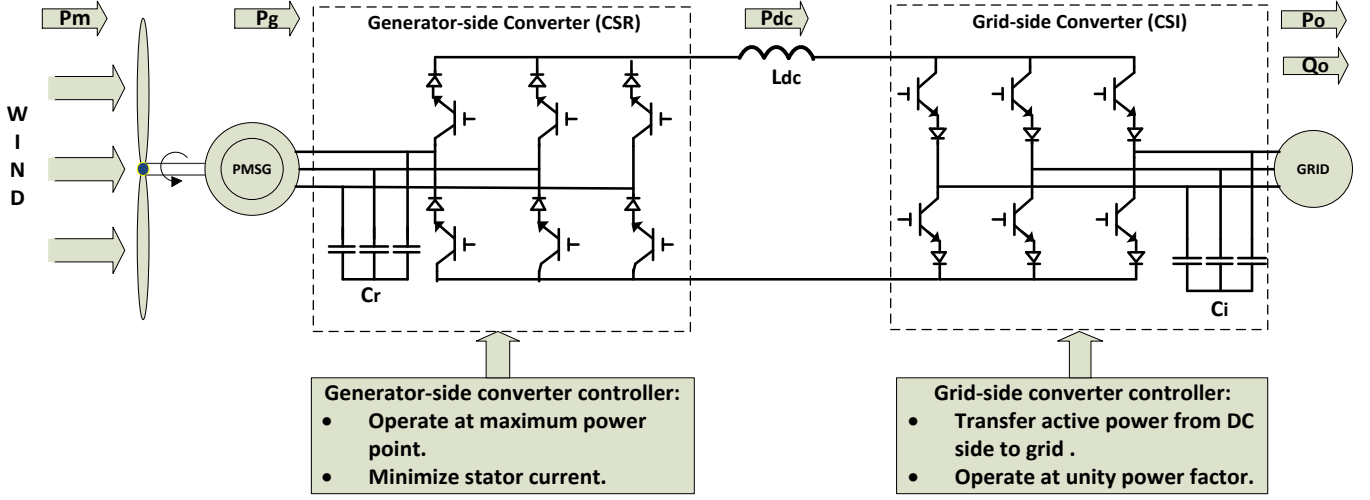 Pm
Pg
Generator-side Converter (CSR)
Pdc
Grid-side Converter (CSI)
Po
Qo
Ldc
W
I
N
D
PMSG
GRID
Cr
Ci
Generator-side converter controller:
• Operate at maximum power
point.
• Minimize stator current.
Grid-side converter controller:
• Transfer active power from DC
side to grid .
• Operate at unity power factor.